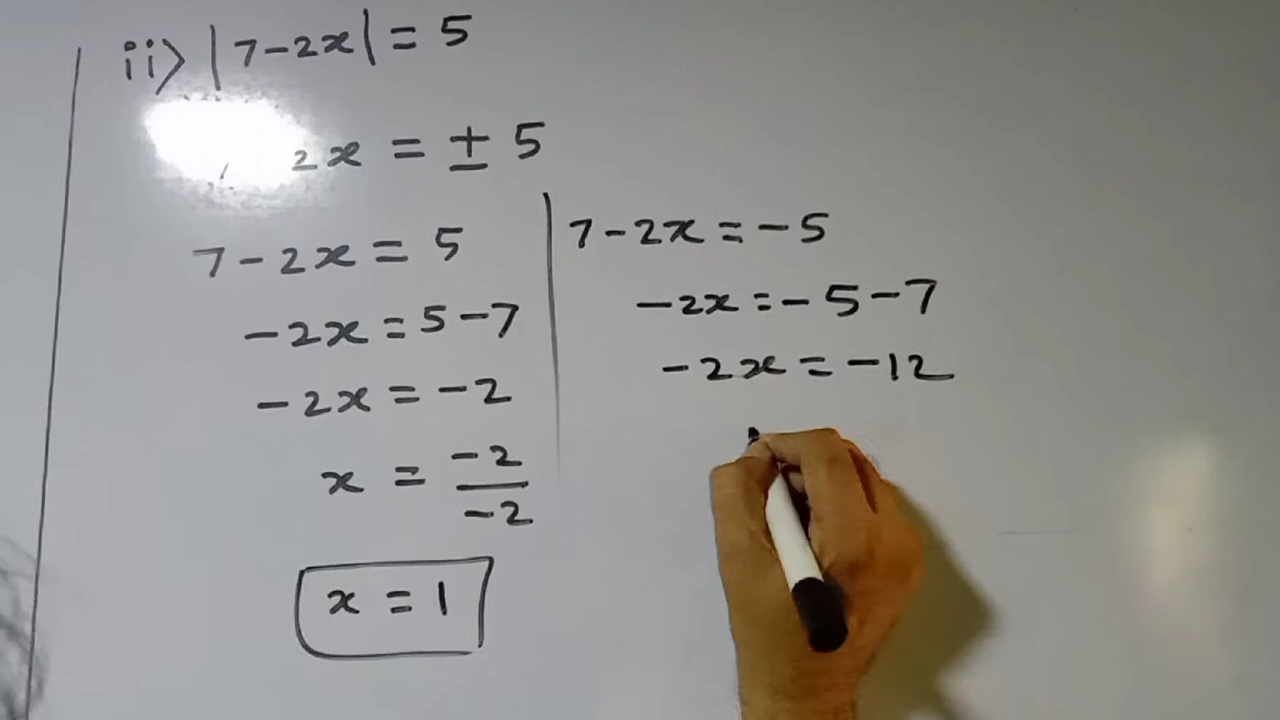 ii> |7-2x| = 5
2x = ± 5
7-2x = 5
-2x = 5-7
-2x = -2
x = -2/-2
x = 1
7-2x = -5
-2x = -5-7
-2x = -12